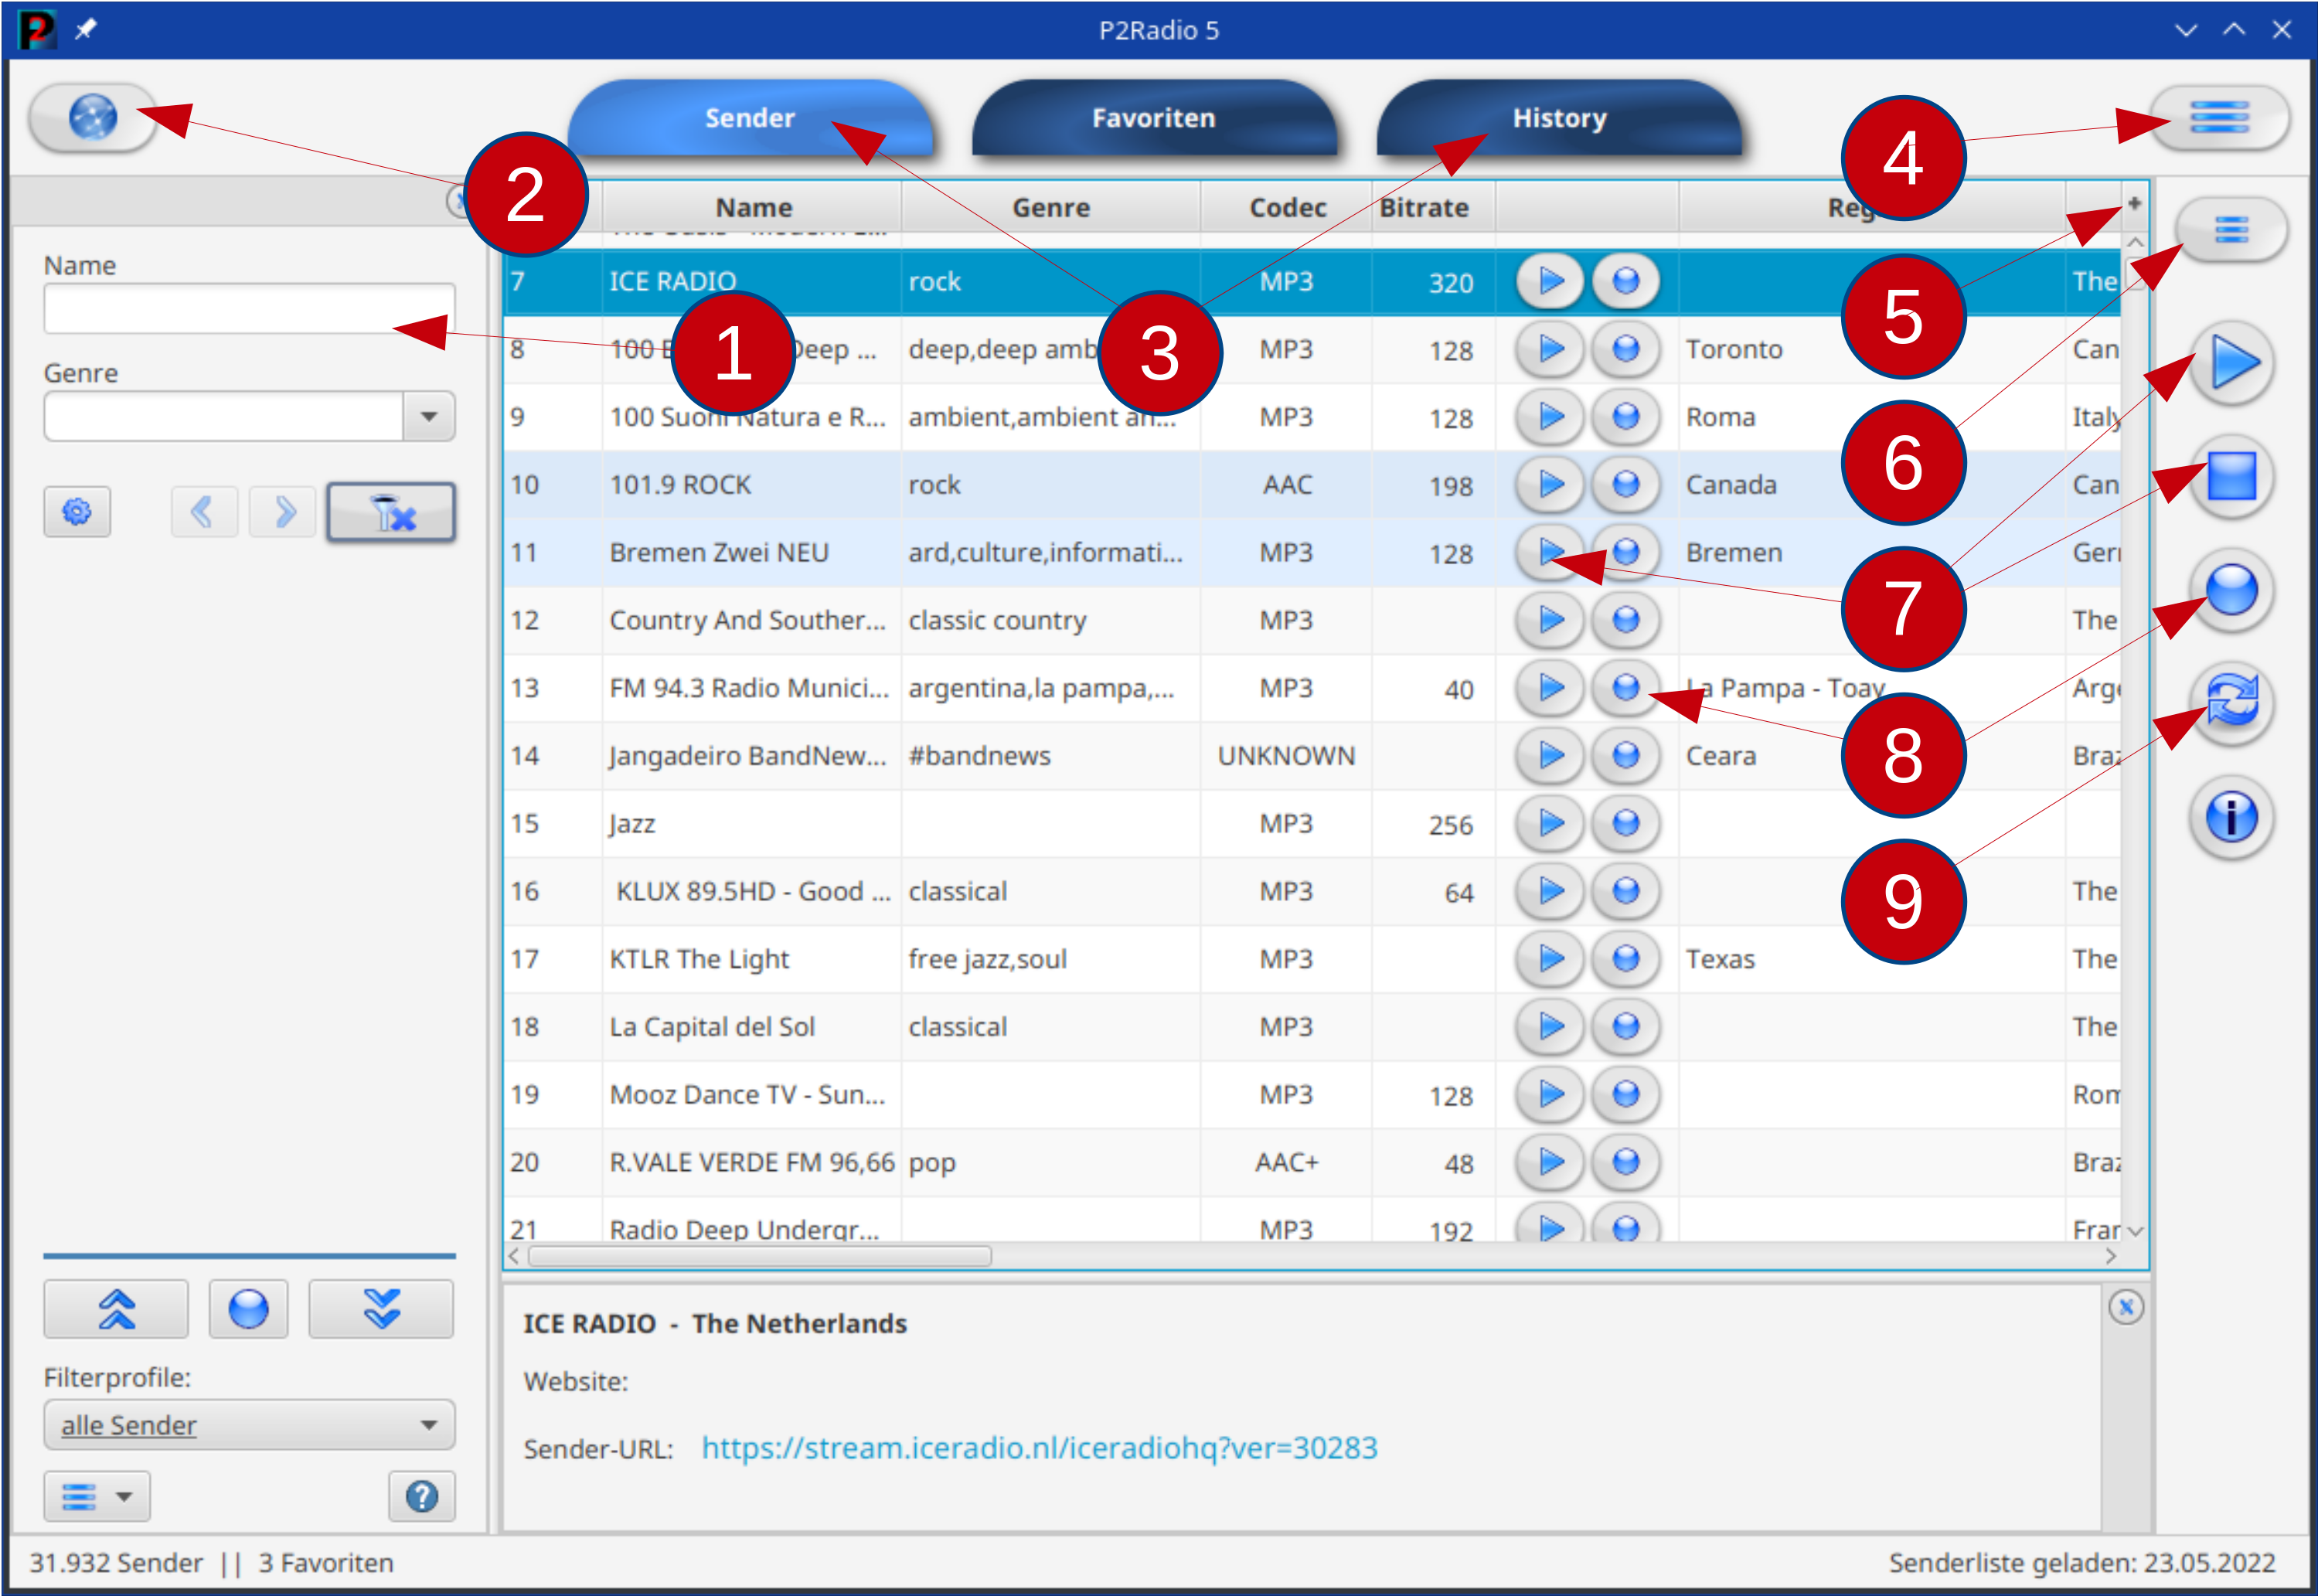 P2 P2Radio 5
Sender Favoriten History
Name Genre Codec Bitrate
Name
Genre
7 ICE RADIO rock MP3 320 The
8 100 Deep ... deep,deep amb MP3 128 Toronto Can
9 100 Suoni Natura e R... ambient,ambient an... MP3 128 Roma Italy
10 101.9 ROCK rock AAC 198 Canada Can
11 Bremen Zwei NEU ard,culture,informati... MP3 128 Bremen Ger
12 Country And Souther... classic country MP3 The
13 FM 94.3 Radio Munici... argentina,la pampa,... MP3 40 La Pampa - Toay Arge
14 Jangadeiro BandNew... #bandnews UNKNOWN Ceara Braz
15 Jazz MP3 256
16 KLUX 89.5HD - Good ... classical MP3 64 The
17 KTLR The Light free jazz,soul MP3 Texas The
18 La Capital del Sol classical MP3 The
19 Mooz Dance TV - Sun... MP3 128 Rom
20 R.VALE VERDE FM 96,66 pop AAC+ 48 Braz
21 Radio Deep Undergr... MP3 192 Fran
1
2
3
4
5
6
7
8
9
Filterprofile:
alle Sender
ICE RADIO - The Netherlands
Website:
Sender-URL: https://stream.iceradio.nl/iceradiohq?ver=30283
31.932 Sender || 3 Favoriten
Senderliste geladen: 23.05.2022